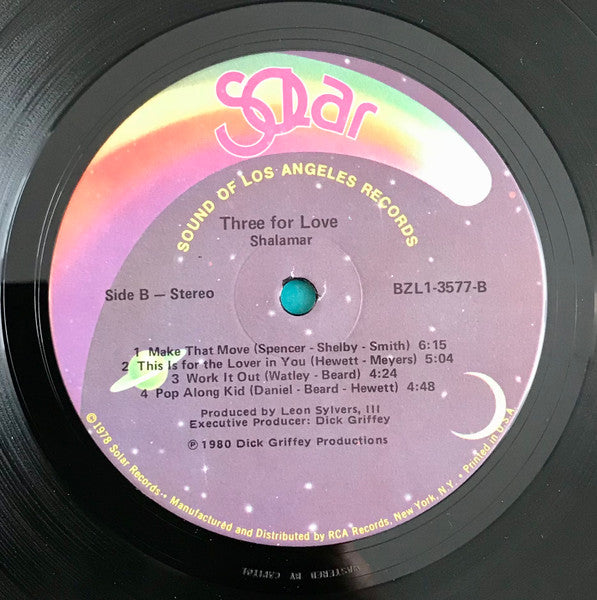 Solar
SOUND OF LOS ANGELES RECORDS
Three for Love
Shalamar
Side B — Stereo
BZL1-3577-B
1 Make That Move (Spencer - Shelby - Smith) 6:15
2 This Is for the Lover in You (Hewett - Meyers) 5:04
3 Work It Out (Watley - Beard) 4:24
4 Pop Along Kid (Daniel - Beard - Hewett) 4:48
Produced by Leon Sylvers, III
Executive Producer: Dick Griffey
℗ 1980 Dick Griffey Productions
©1978 Solar Records • Manufactured and Distributed by RCA Records, New York, N.Y. • Printed in U.S.A.
MASTERED BY CAPITOL